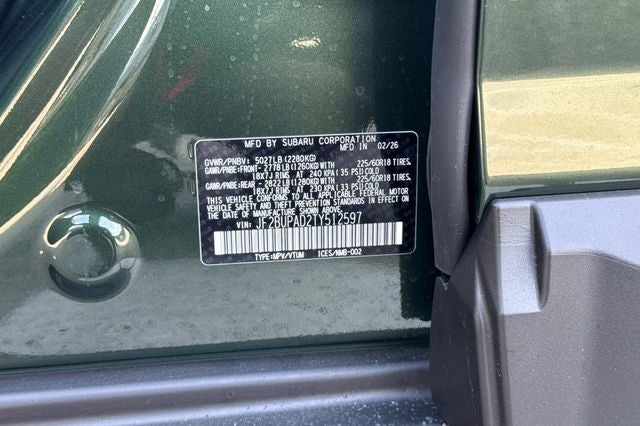 MFD BY SUBARU CORPORATION
MFD IN 02/26
GVWR/PNBV: 5027LB(2280KG)
GAWR/PNBE:FRONT- 2778LB(1260KG)WITH 225/60R18 TIRES,
18X7J RIMS AT 240 KPA(35 PSI)COLD
GAWR/PNBE:REAR - 2822LB(1280KG)WITH 225/60R18 TIRES,
18X7J RIMS AT 230 KPA(33 PSI)COLD
THIS VEHICLE CONFORMS TO ALL APPLICABLE FEDERAL MOTOR
VEHICLE SAFETY AND THEFT PREVENTION STANDARDS IN EFFECT ON
THE DATE OF MANUFACTURE SHOWN ABOVE.
VIN: JF2BUPAD2TY512597
TYPE:MPV/VTUM ICES/NMB-002